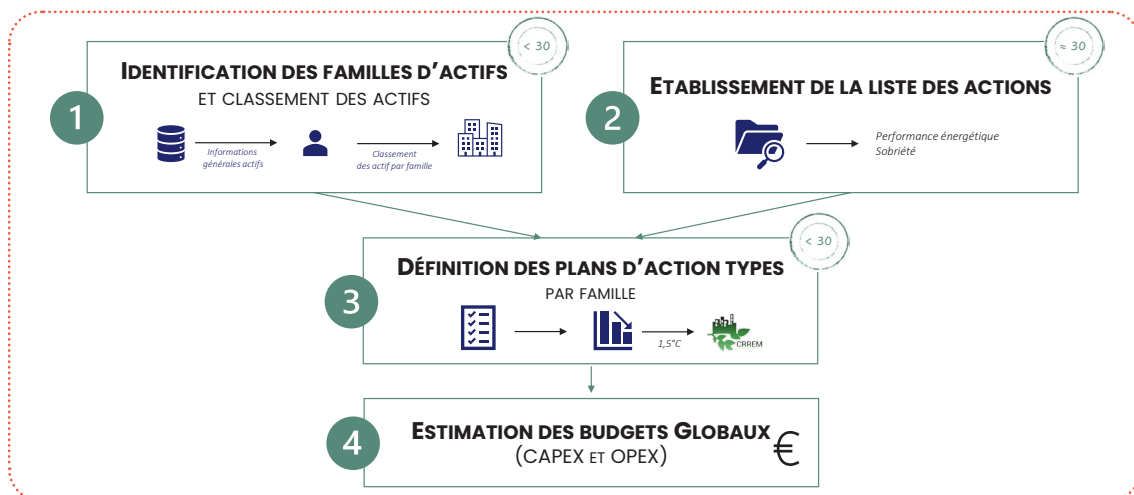 < 30
IDENTIFICATION DES FAMILLES D'ACTIFS
ET CLASSEMENT DES ACTIFS
1
Informations
générales actifs
Classement
des actif par famille
≈ 30
ETABLISSEMENT DE LA LISTE DES ACTIONS
2
Performance énergétique
Sobriété
< 30
DÉFINITION DES PLANS D'ACTION TYPES
PAR FAMILLE
3
1,5°C
CRREM
4
ESTIMATION DES BUDGETS GLOBAUX
(CAPEX ET OPEX)
€